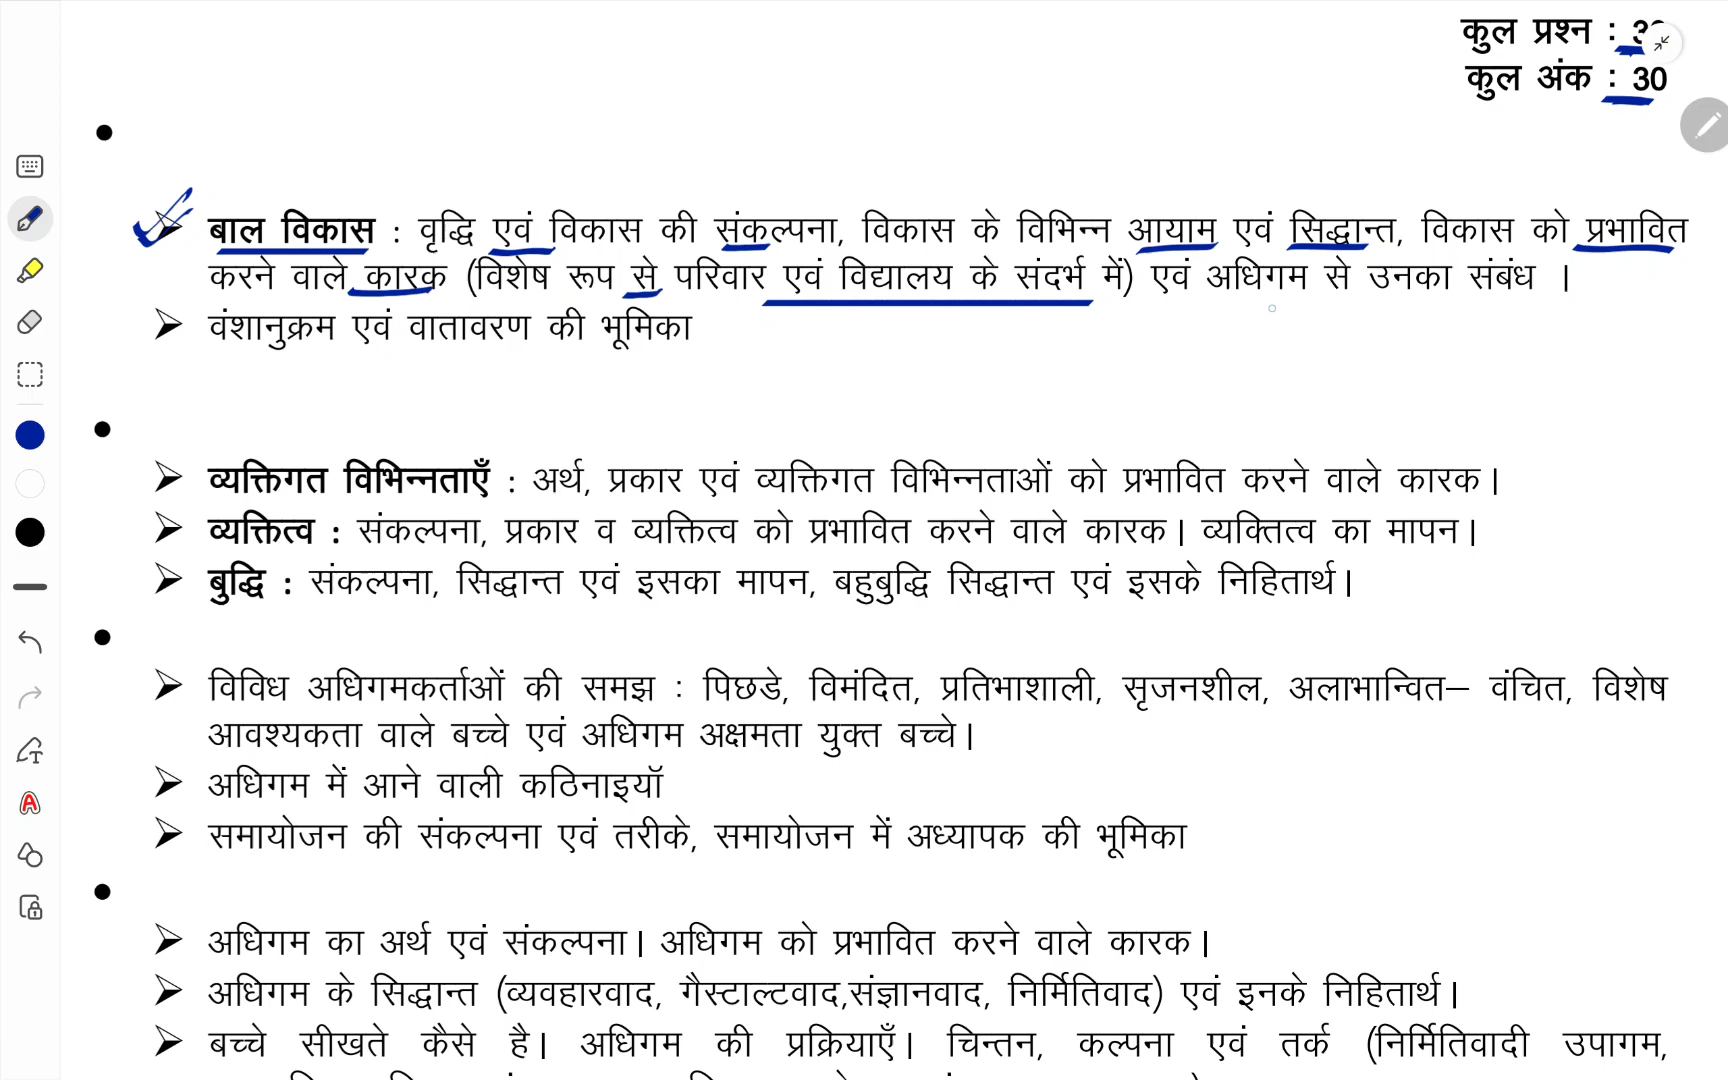 कुल प्रश्न :
कुल अंक : 30
बाल विकास : वृद्धि एवं विकास की संकल्पना, विकास के विभिन्न आयाम एवं सिद्धान्त, विकास को प्रभावित
करने वाले कारक (विशेष रूप से परिवार एवं विद्यालय के संदर्भ में) एवं अधिगम से उनका संबंध ।
वंशानुक्रम एवं वातावरण की भूमिका
व्यक्तिगत विभिन्नताएँ : अर्थ, प्रकार एवं व्यक्तिगत विभिन्नताओं को प्रभावित करने वाले कारक।
व्यक्तित्व : संकल्पना, प्रकार व व्यक्तित्व को प्रभावित करने वाले कारक। व्यक्तित्व का मापन।
बुद्धि : संकल्पना, सिद्धान्त एवं इसका मापन, बहुबुद्धि सिद्धान्त एवं इसके निहितार्थ।
विविध अधिगमकर्ताओं की समझ : पिछडे, विमंदित, प्रतिभाशाली, सृजनशील, अलाभान्वित– वंचित, विशेष
आवश्यकता वाले बच्चे एवं अधिगम अक्षमता युक्त बच्चे।
अधिगम में आने वाली कठिनाइयॉ
समायोजन की संकल्पना एवं तरीके, समायोजन में अध्यापक की भूमिका
अधिगम का अर्थ एवं संकल्पना। अधिगम को प्रभावित करने वाले कारक।
अधिगम के सिद्धान्त (व्यवहारवाद, गैस्टाल्टवाद,संज्ञानवाद, निर्मितिवाद) एवं इनके निहितार्थ।
बच्चे सीखते कैसे है। अधिगम की प्रक्रियाएँ। चिन्तन, कल्पना एवं तर्क (निर्मितिवादी उपागम,